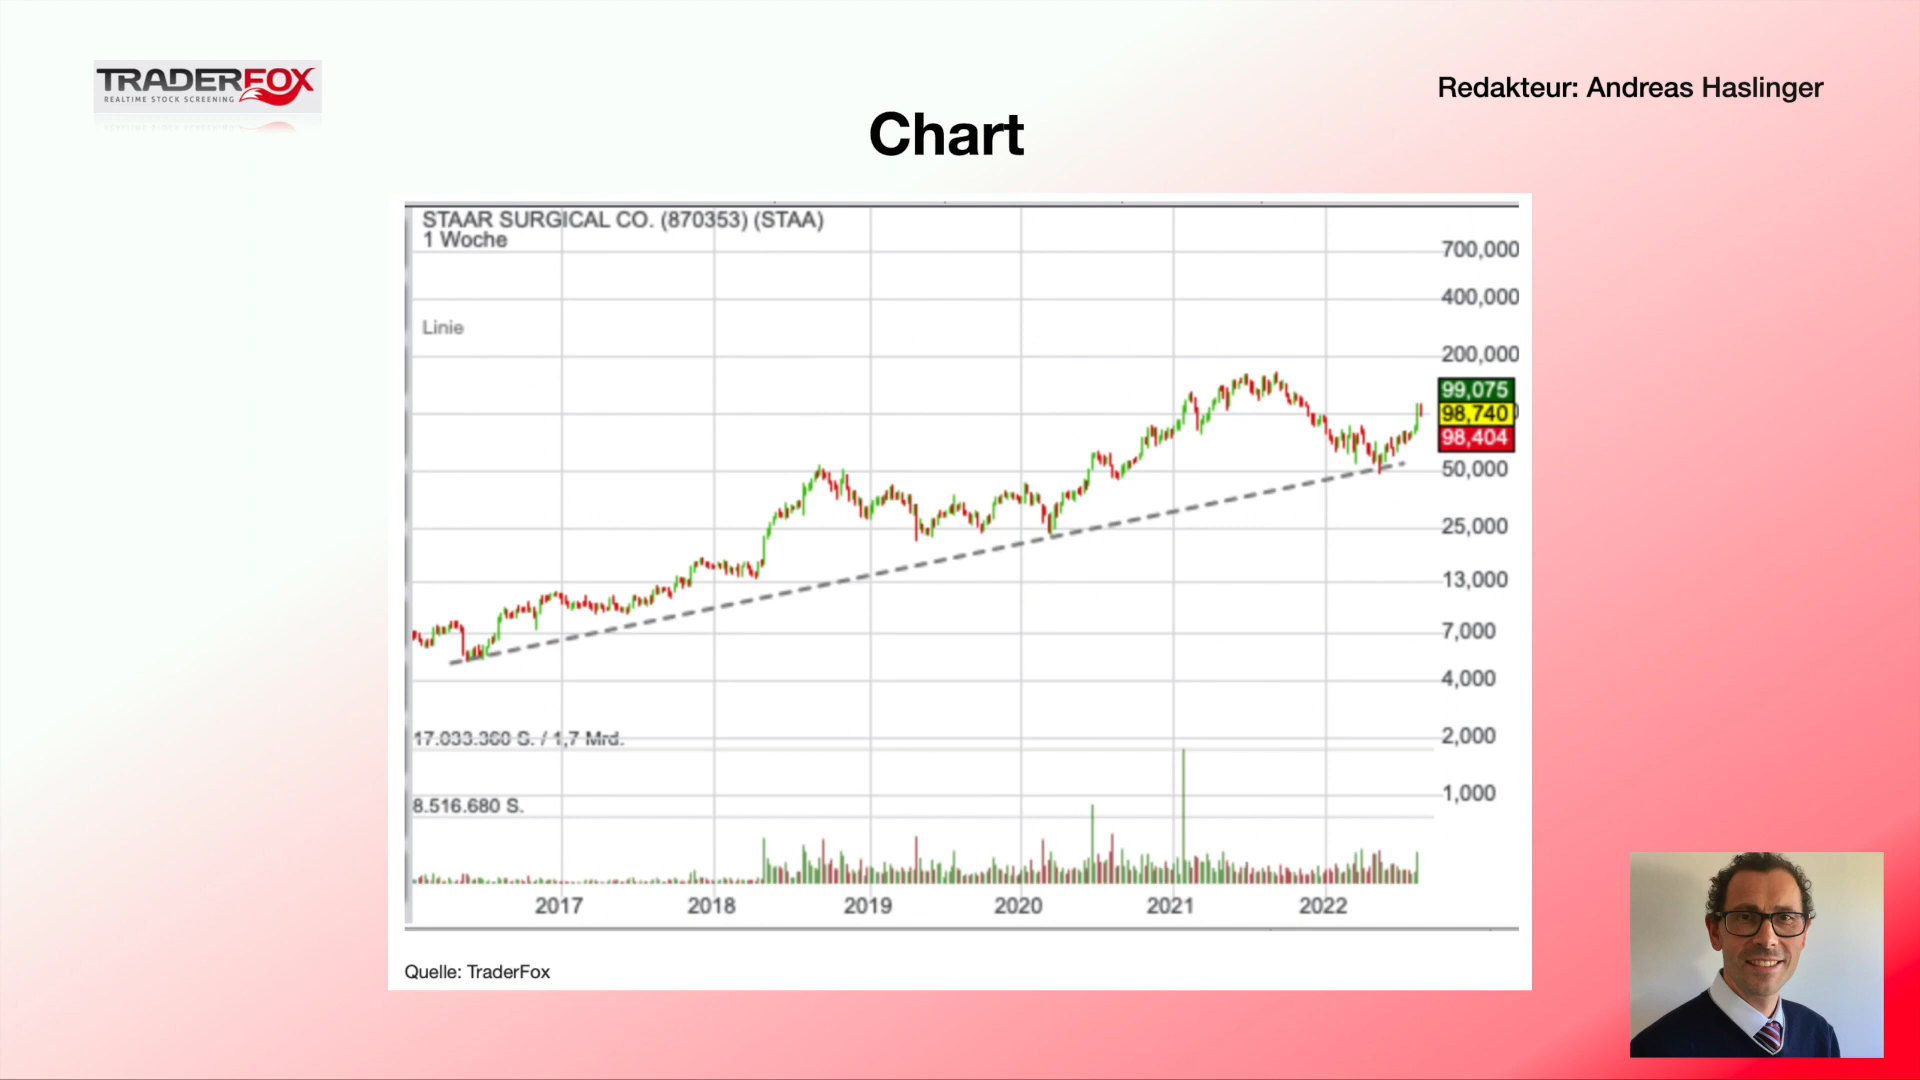 TRADERFOX
REALTIME STOCK SCREENING
Redakteur: Andreas Haslinger
Chart
STAAR SURGICAL CO. (870353) (STAA)
1 Woche
700,000
400,000
Linie
200,000
99,075
98,740
98,404
50,000
25,000
13,000
7,000
4,000
17.033.360 S. / 1,7 Mrd.
2,000
8.516.680 S.
1,000
2017 2018 2019 2020 2021 2022
Quelle: TraderFox